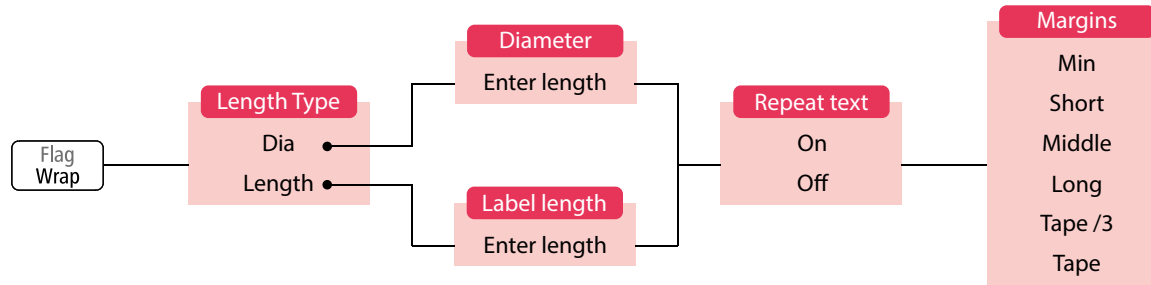 Flag
Wrap
Length Type
Dia
Length
Diameter
Enter length
Label length
Enter length
Repeat text
On
Off
Margins
Min
Short
Middle
Long
Tape /3
Tape